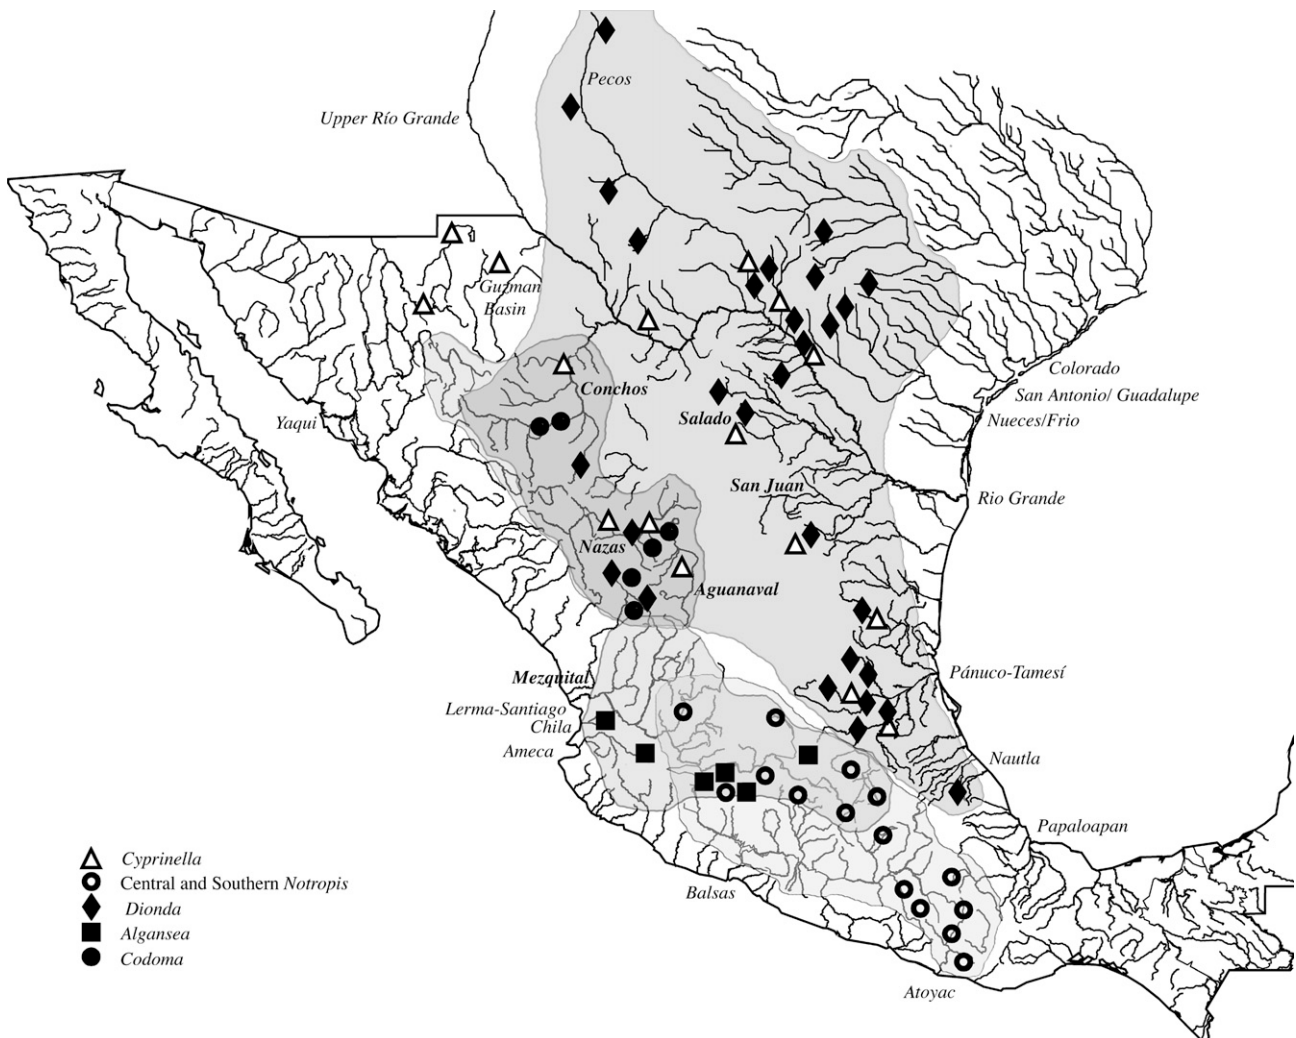 Pecos
Upper Río Grande
Guzman
Basin
Conchos
Colorado
San Antonio/ Guadalupe
Salado
Nueces/Frio
Yaqui
San Juan
Rio Grande
Nazas
Aguanaval
Mezquital
Pánuco-Tamesí
Lerma-Santiago
Chila
Ameca
Nautla
Papaloapan
Balsas
Atoyac
Cyprinella
Central and Southern Notropis
Dionda
Algansea
Codoma